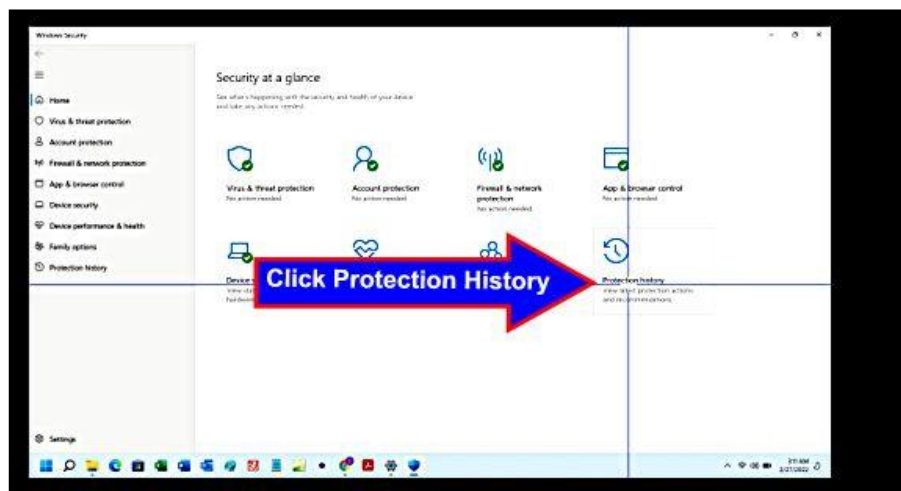 Windows Security
Security at a glance
See what's happening with the security and health of your device
and take any actions needed.
Home
Virus & threat protection
Account protection
Firewall & network protection
App & browser control
Device security
Device performance & health
Family options
Protection history
Virus & threat protection
No action needed.
Account protection
No action needed.
Firewall & network
protection
No action needed.
App & browser control
No action needed.
Click Protection History
Device
Protection history
View latest protection actions
and recommendations.
Settings
3:11 AM